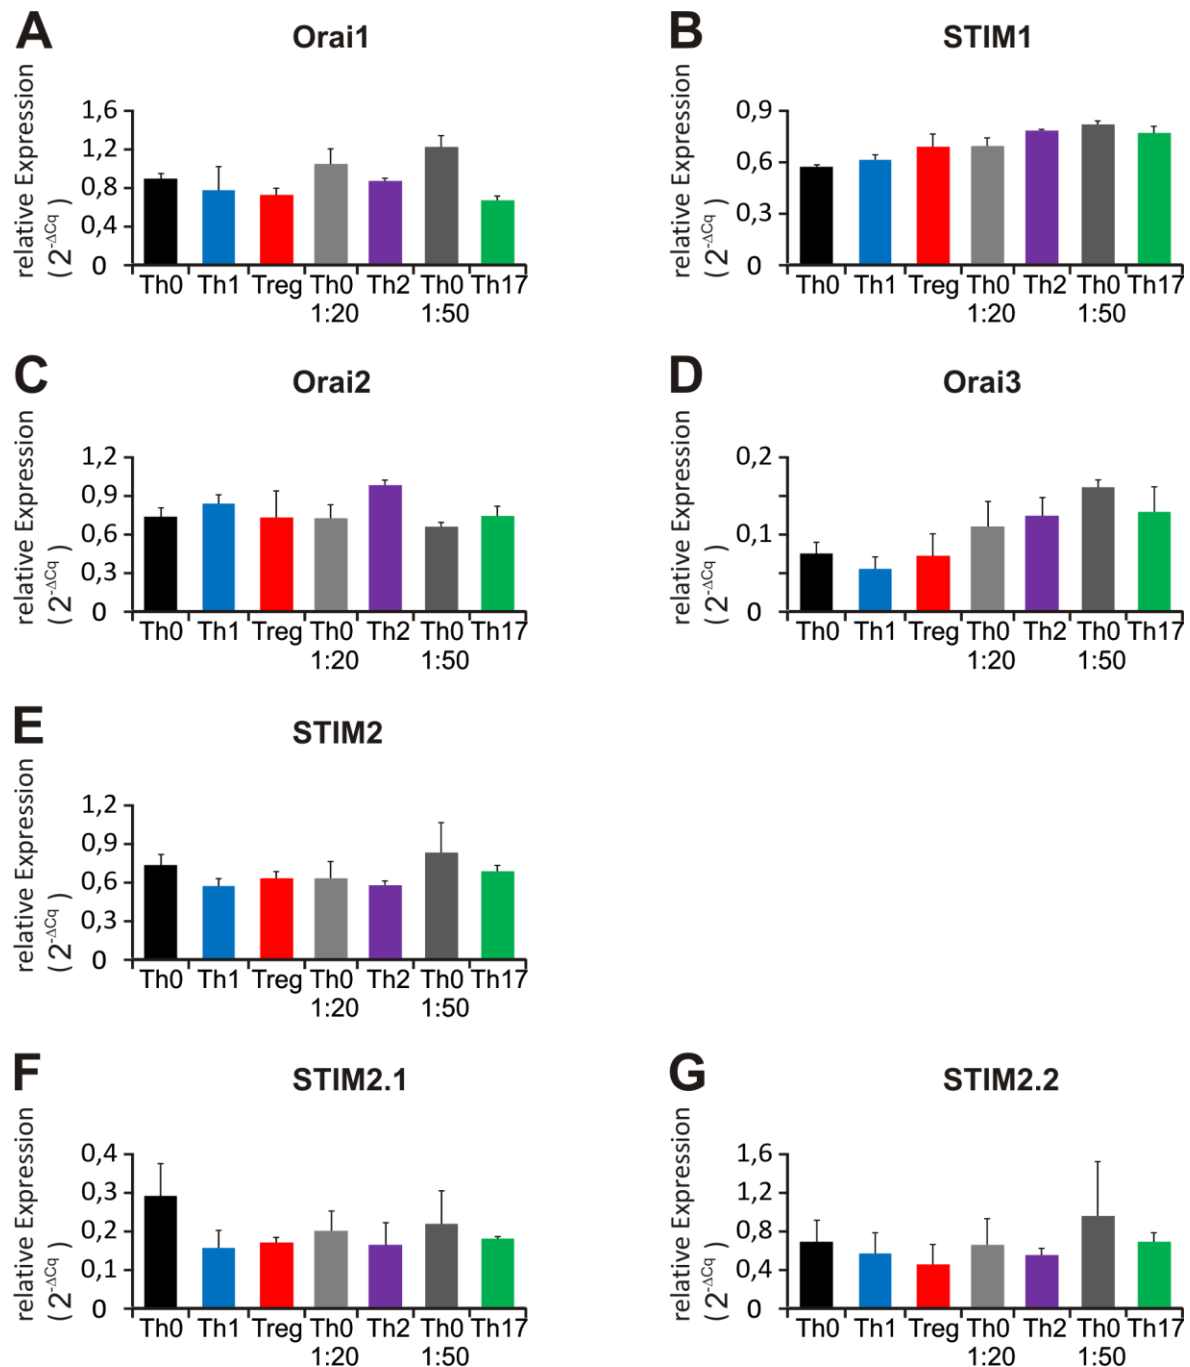 A
Orai1
relative Expression
( 2^-ΔCq )
1,6
1,2
0,8
0,4
0
Th0 Th1 Treg Th0 Th2 Th0 Th17
1:20 1:50
B
STIM1
relative Expression
( 2^-ΔCq )
0,9
0,6
0,3
0
Th0 Th1 Treg Th0 Th2 Th0 Th17
1:20 1:50
C
Orai2
relative Expression
( 2^-ΔCq )
1,2
0,9
0,6
0,3
0
Th0 Th1 Treg Th0 Th2 Th0 Th17
1:20 1:50
D
Orai3
relative Expression
( 2^-ΔCq )
0,2
0,1
0
Th0 Th1 Treg Th0 Th2 Th0 Th17
1:20 1:50
E
STIM2
relative Expression
( 2^-ΔCq )
1,2
0,9
0,6
0,3
0
Th0 Th1 Treg Th0 Th2 Th0 Th17
1:20 1:50
F
STIM2.1
relative Expression
( 2^-ΔCq )
0,4
0,3
0,2
0,1
0
Th0 Th1 Treg Th0 Th2 Th0 Th17
1:20 1:50
G
STIM2.2
relative Expression
( 2^-ΔCq )
1,6
1,2
0,8
0,4
0
Th0 Th1 Treg Th0 Th2 Th0 Th17
1:20 1:50